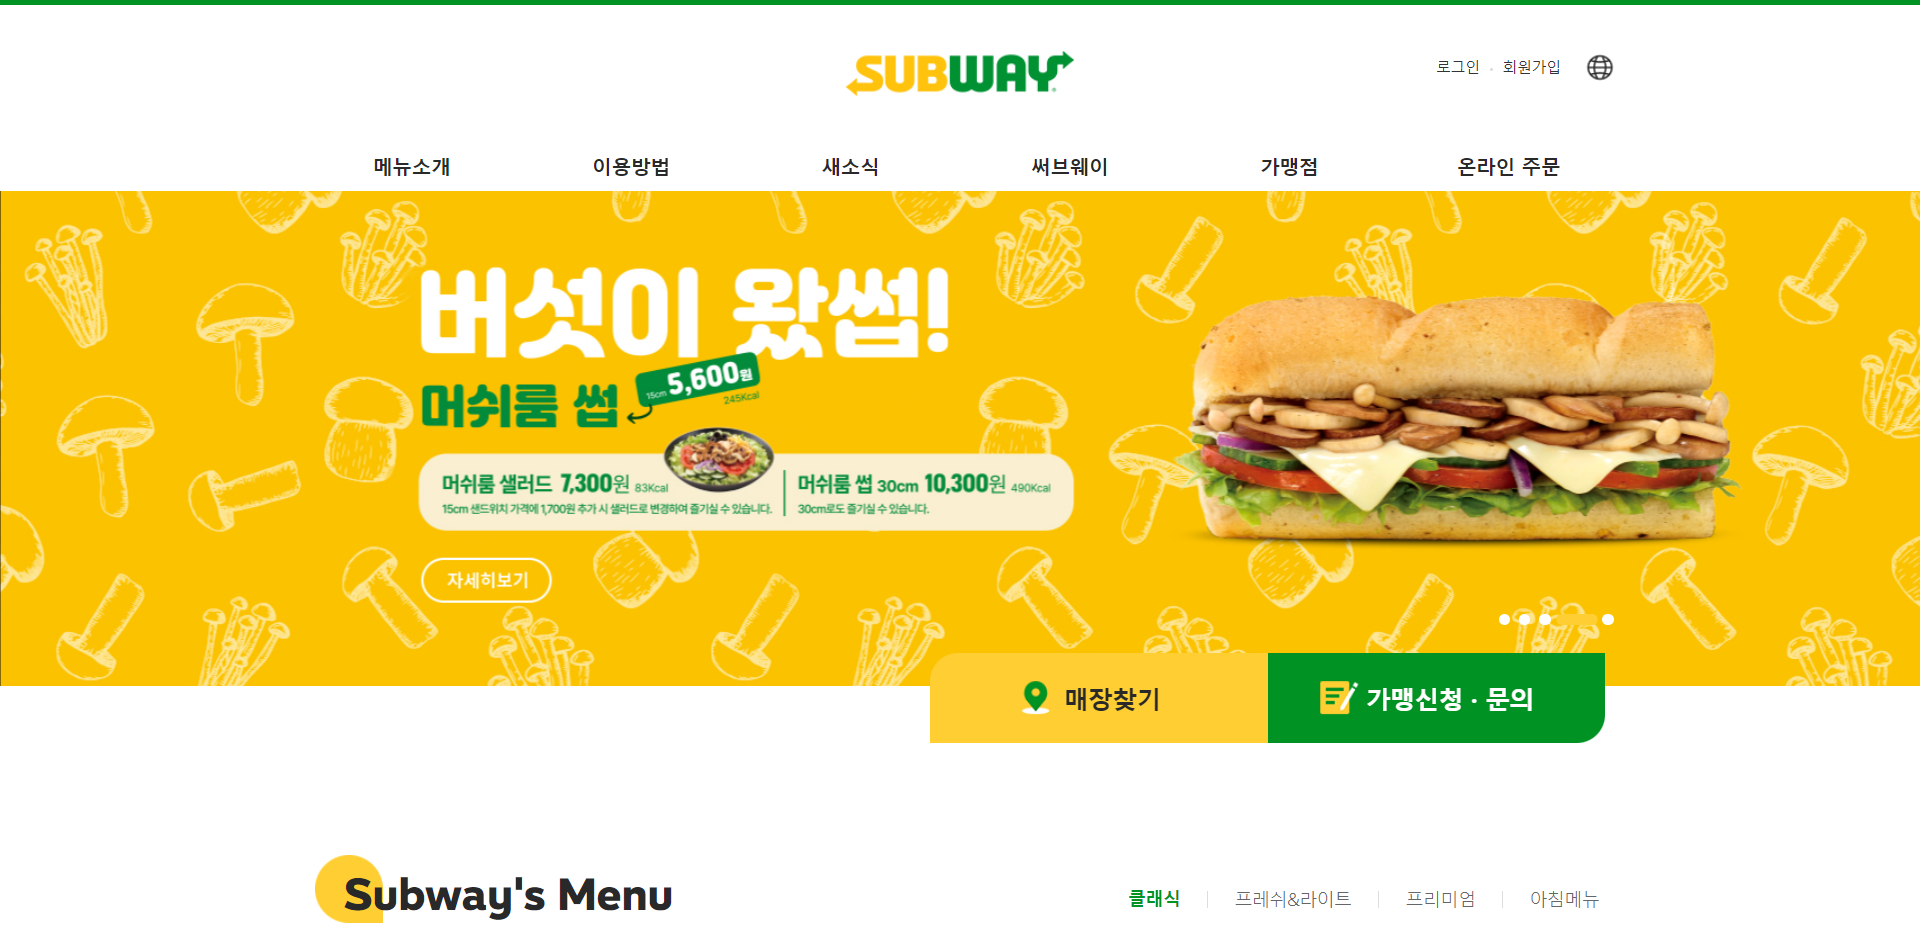 SUBWAY
로그인 · 회원가입
메뉴소개 이용방법 새소식 써브웨이 가맹점 온라인 주문
버섯이 왔썹!
머쉬룸 썹
15cm 5,600원
245Kcal
머쉬룸 샐러드 7,300원 83Kcal
15cm 샌드위치 가격에 1,700원 추가 시 샐러드로 변경하여 즐기실 수 있습니다.
머쉬룸 썹 30cm 10,300원 490Kcal
30cm로도 즐기실 수 있습니다.
자세히보기
매장찾기
가맹신청 · 문의
Subway's Menu
클래식 프레쉬&라이트 프리미엄 아침메뉴